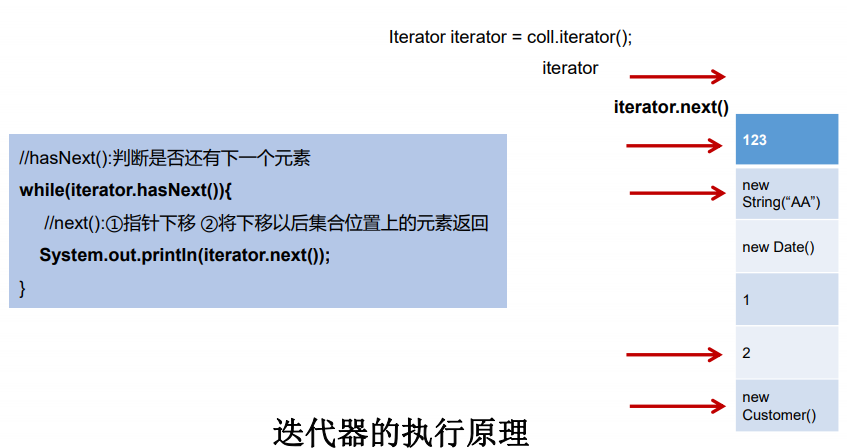 Iterator iterator = coll.iterator();
iterator
iterator.next()
//hasNext():判断是否还有下一个元素
while(iterator.hasNext()){
//next():①指针下移 ②将下移以后集合位置上的元素返回
System.out.println(iterator.next());
}
123
new
String(“AA”)
new Date()
1
2
new
Customer()
迭代器的执行原理